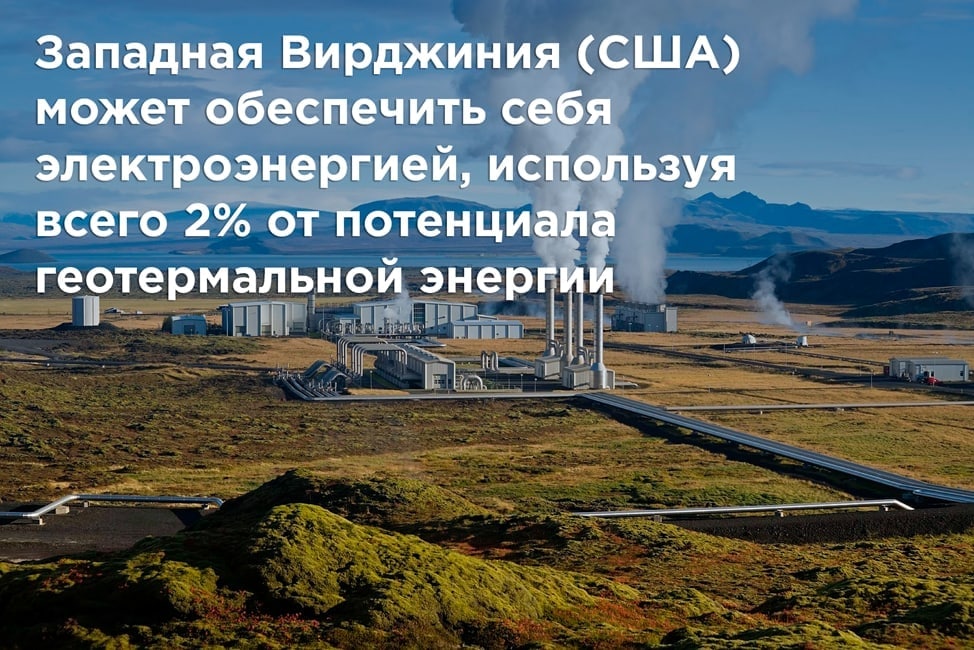 Западная Вирджиния (США)
может обеспечить себя
электроэнергией, используя
всего 2% от потенциала
геотермальной энергии